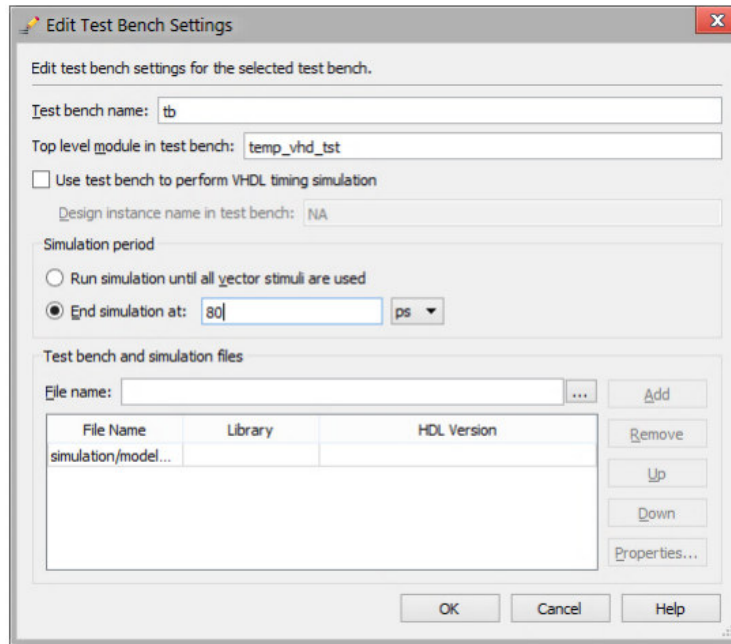 Edit Test Bench Settings
X
Edit test bench settings for the selected test bench.
Test bench name: tb
Top level module in test bench: temp_vhd_tst
Use test bench to perform VHDL timing simulation
Design instance name in test bench: NA
Simulation period
Run simulation until all vector stimuli are used
End simulation at: 80 ps
Test bench and simulation files
File name: ... Add
File Name Library HDL Version
Remove
simulation/model...
Up
Down
Properties...
OK Cancel Help